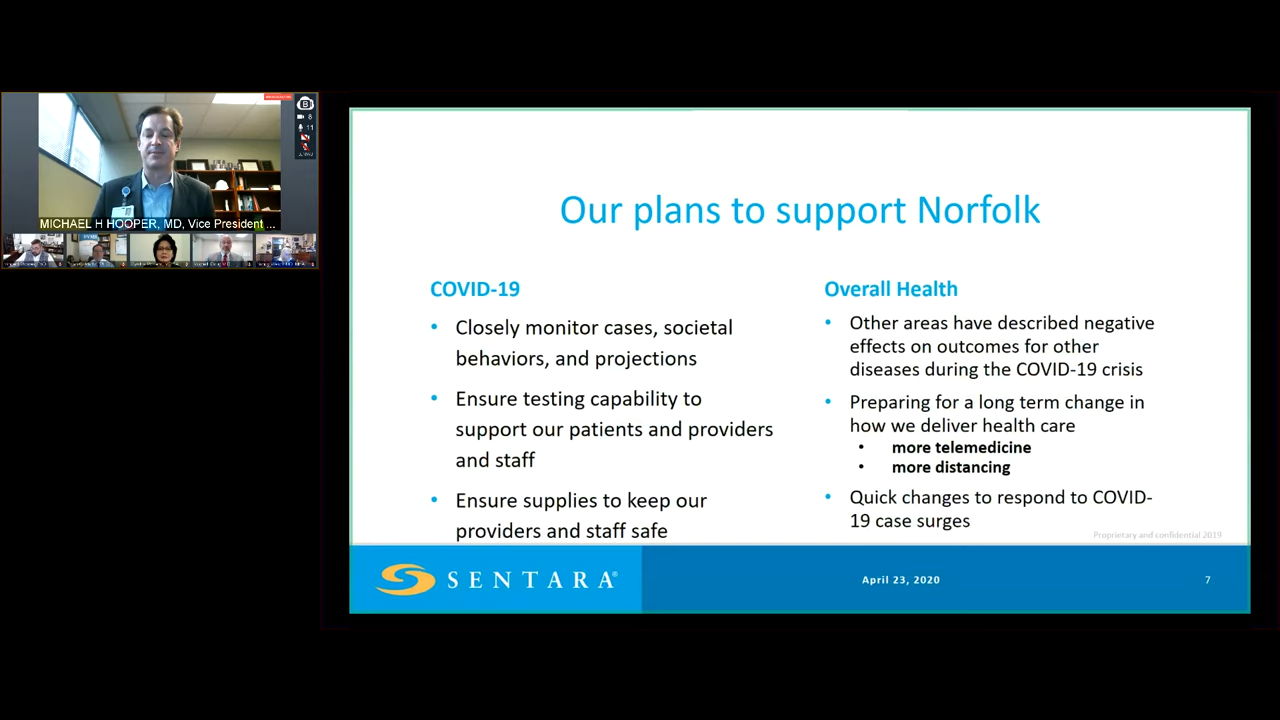 B
8
11
MICHAEL H HOOPER, MD, Vice President ...
Our plans to support Norfolk
COVID-19
• Closely monitor cases, societal
behaviors, and projections
• Ensure testing capability to
support our patients and providers
and staff
• Ensure supplies to keep our
providers and staff safe
Overall Health
• Other areas have described negative
effects on outcomes for other
diseases during the COVID-19 crisis
• Preparing for a long term change in
how we deliver health care
• more telemedicine
• more distancing
• Quick changes to respond to COVID-
19 case surges
Proprietary and confidential 2019
SENTARA®
April 23, 2020
7